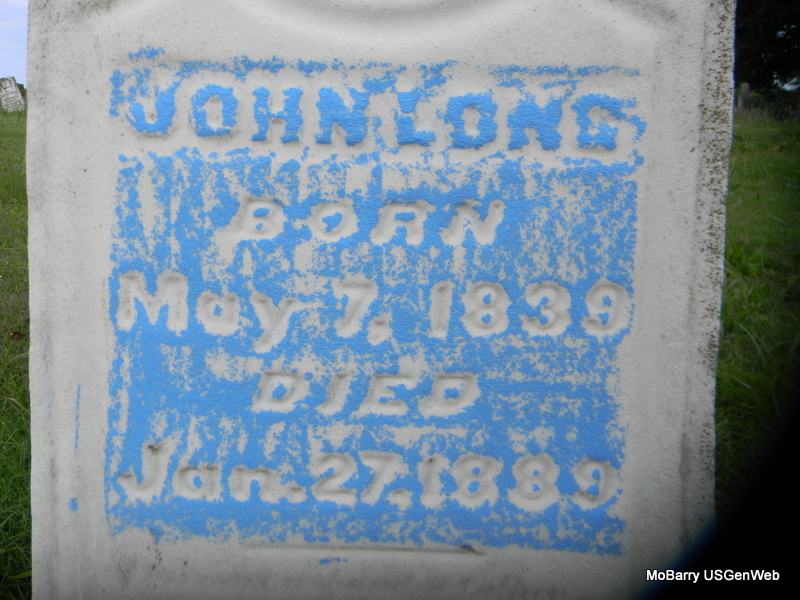 JOHN LONG
BORN
May 7, 1839
DIED
Jan. 27, 1889
MoBarry USGenWeb